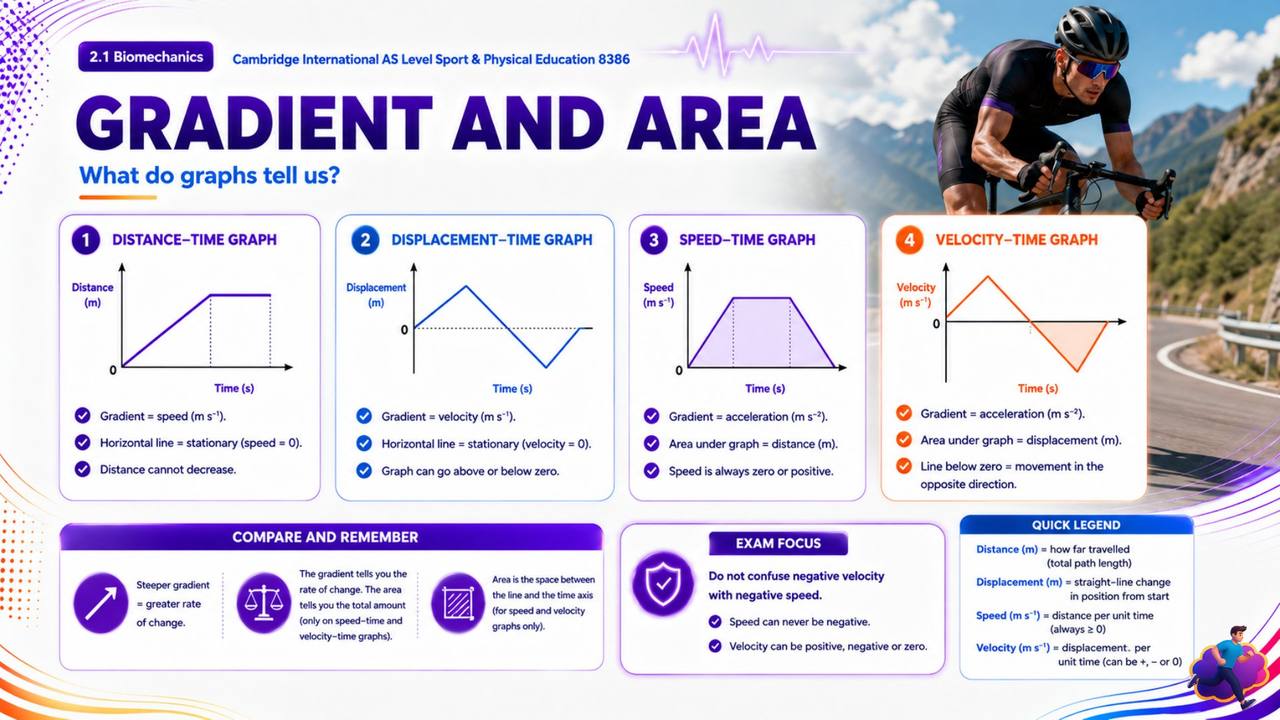 2.1 Biomechanics
Cambridge International AS Level Sport & Physical Education 8386
GRADIENT AND AREA
What do graphs tell us?
1 DISTANCE–TIME GRAPH
Distance
(m)
0
Time (s)
Gradient = speed (m s⁻¹).
Horizontal line = stationary (speed = 0).
Distance cannot decrease.
2 DISPLACEMENT–TIME GRAPH
Displacement
(m)
0
Time (s)
Gradient = velocity (m s⁻¹).
Horizontal line = stationary (velocity = 0).
Graph can go above or below zero.
3 SPEED–TIME GRAPH
Speed
(m s⁻¹)
0
Time (s)
Gradient = acceleration (m s⁻²).
Area under graph = distance (m).
Speed is always zero or positive.
4 VELOCITY–TIME GRAPH
Velocity
(m s⁻¹)
0
Time (s)
Gradient = acceleration (m s⁻²).
Area under graph = displacement (m).
Line below zero = movement in the
opposite direction.
COMPARE AND REMEMBER
Steeper gradient
= greater rate
of change.
The gradient tells you the
rate of change. The area
tells you the total amount
(only on speed–time and
velocity–time graphs).
Area is the space between
the line and the time axis
(for speed and velocity
graphs only).
EXAM FOCUS
Do not confuse negative velocity
with negative speed.
Speed can never be negative.
Velocity can be positive, negative or zero.
QUICK LEGEND
Distance (m) = how far travelled
(total path length)
Displacement (m) = straight–line change
in position from start
Speed (m s⁻¹) = distance per unit time
(always ≥ 0)
Velocity (m s⁻¹) = displacement. per
unit time (can be +, – or 0)